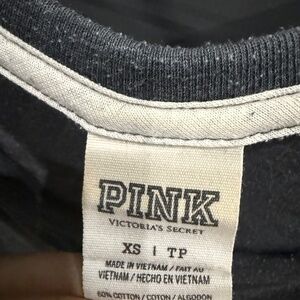 PINK
VICTORIA'S SECRET
XS | TP
MADE IN VIETNAM / FAIT AU
VIETNAM / HECHO EN VIETNAM
60% COTTON / COTON / ALGODON